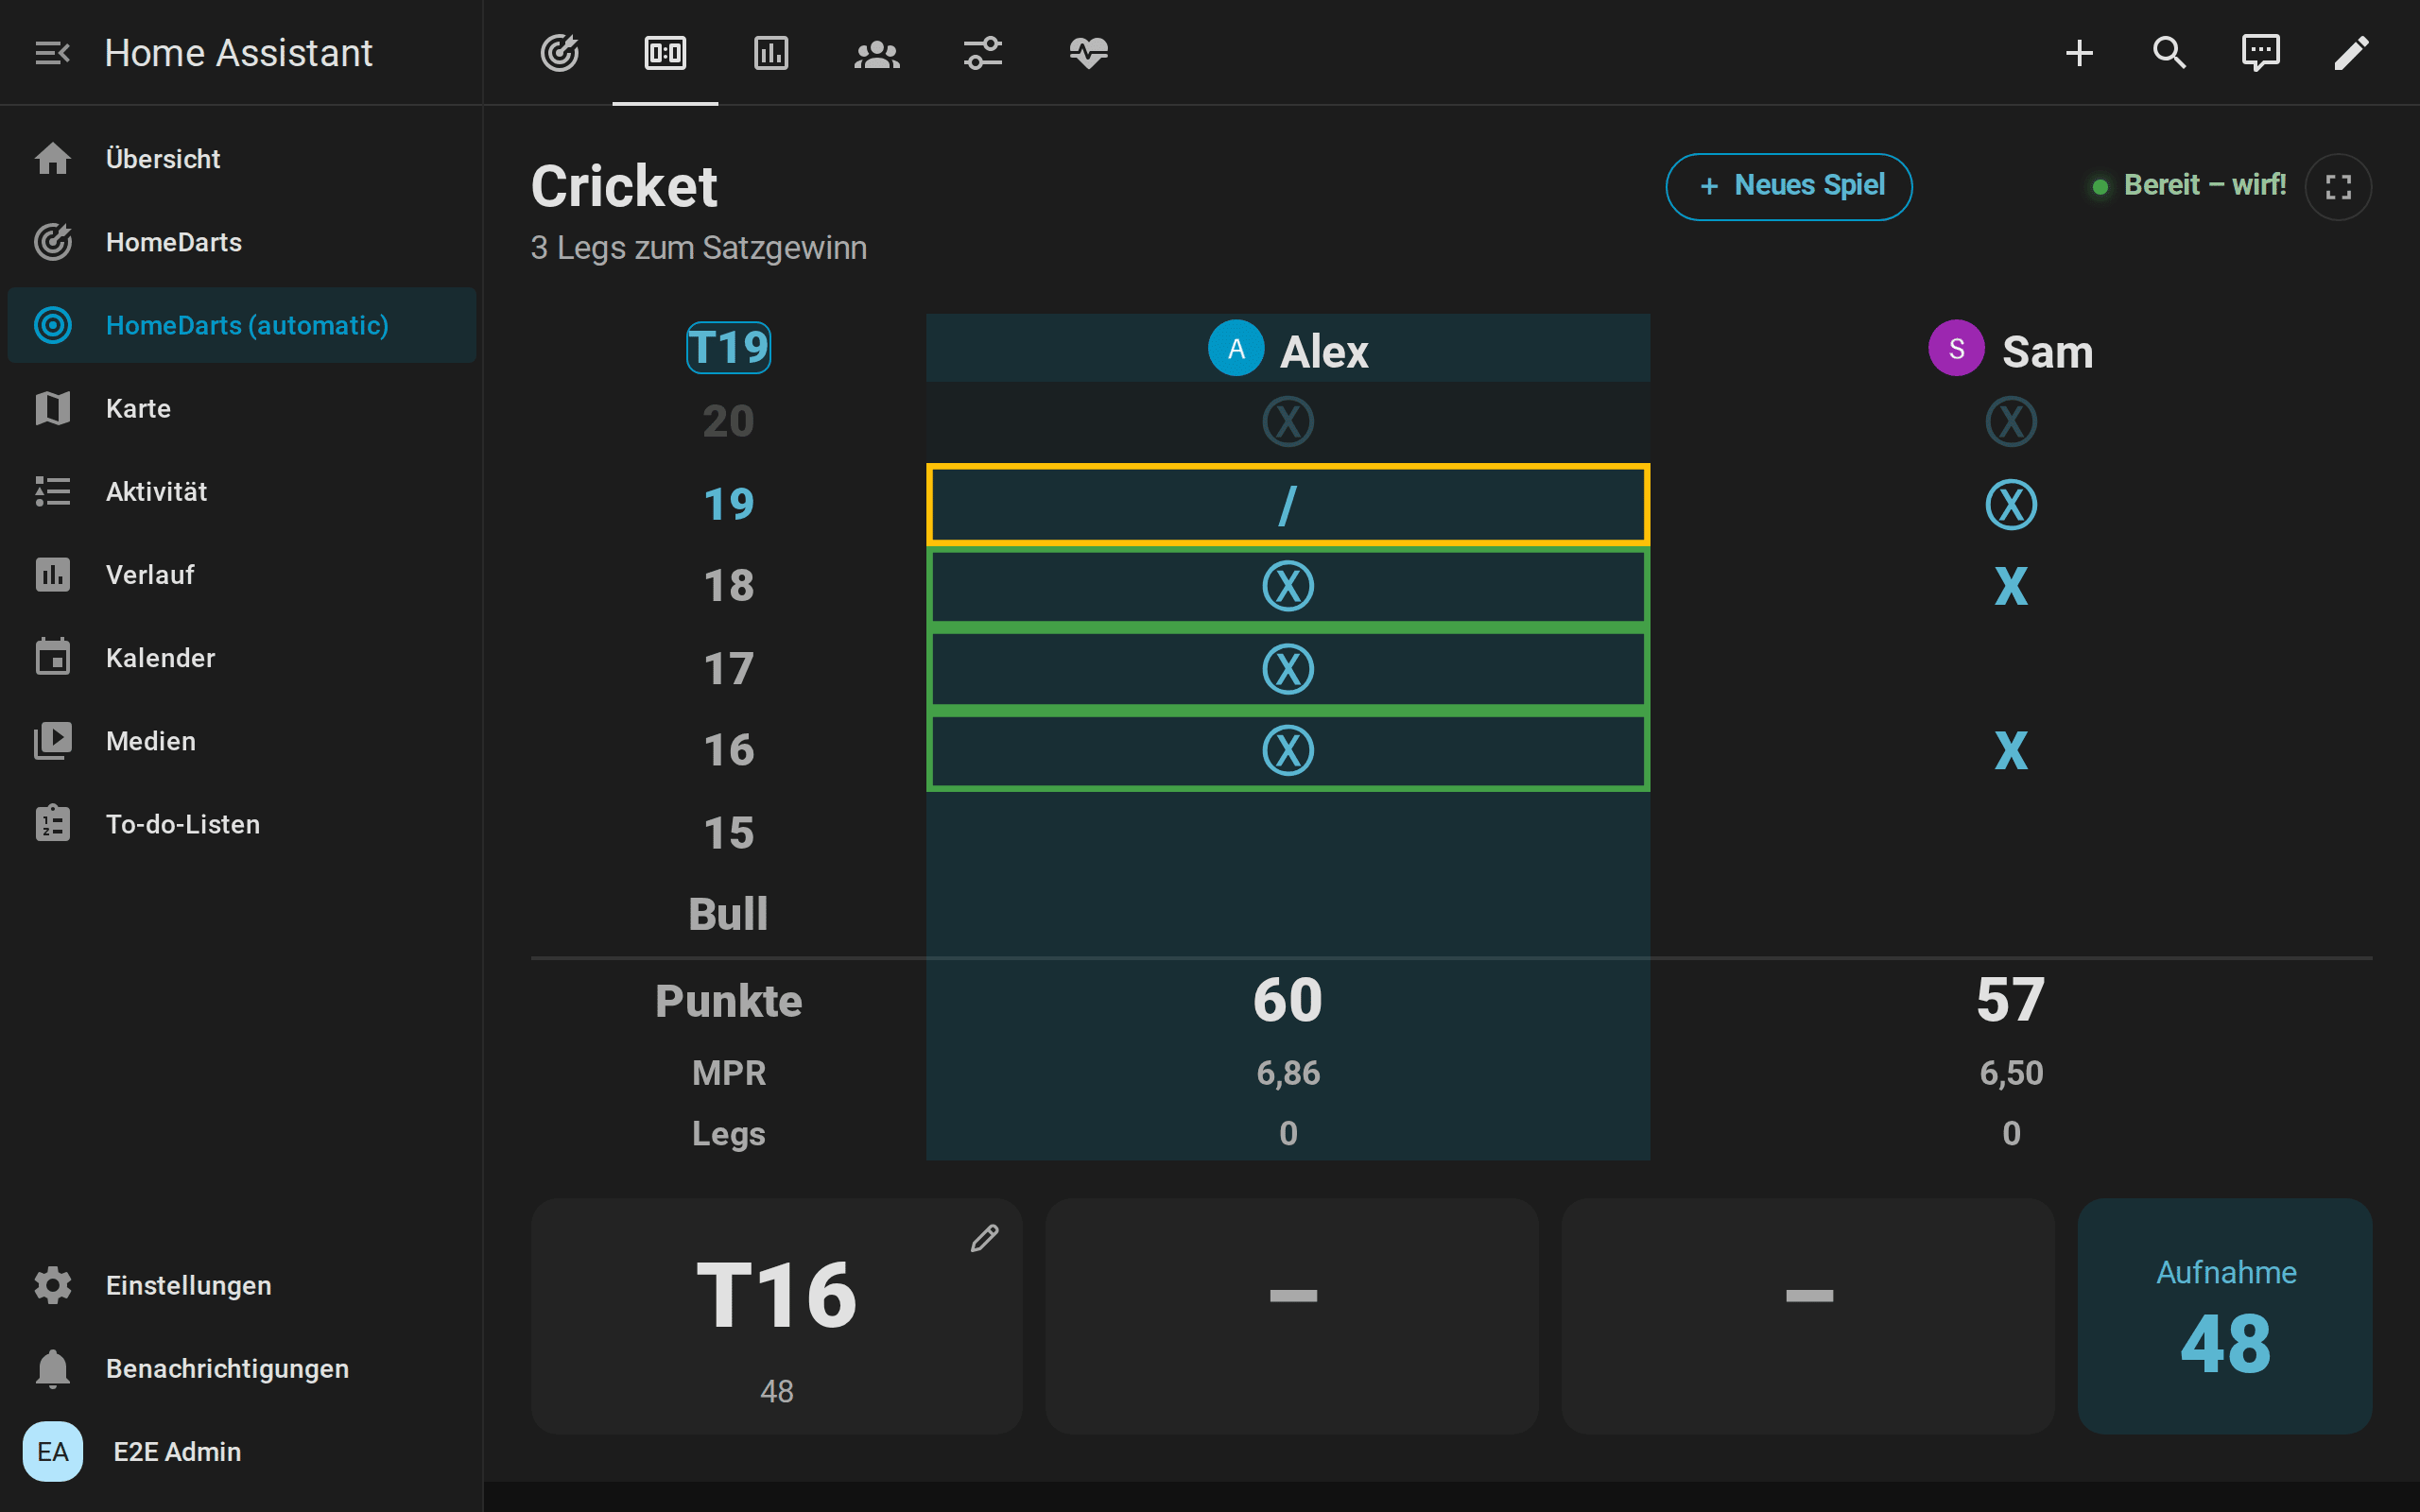 Home Assistant
Übersicht
HomeDarts
HomeDarts (automatic)
Karte
Aktivität
Verlauf
Kalender
Medien
To-do-Listen
Einstellungen
Benachrichtigungen
EA E2E Admin
Cricket
3 Legs zum Satzgewinn
+ Neues Spiel
Bereit – wirf!
T19 A Alex S Sam
20 X X
19 / X
18 X X
17 X
16 X X
15
Bull
Punkte 60 57
MPR 6,86 6,50
Legs 0 0
T16
48
–
–
Aufnahme
48